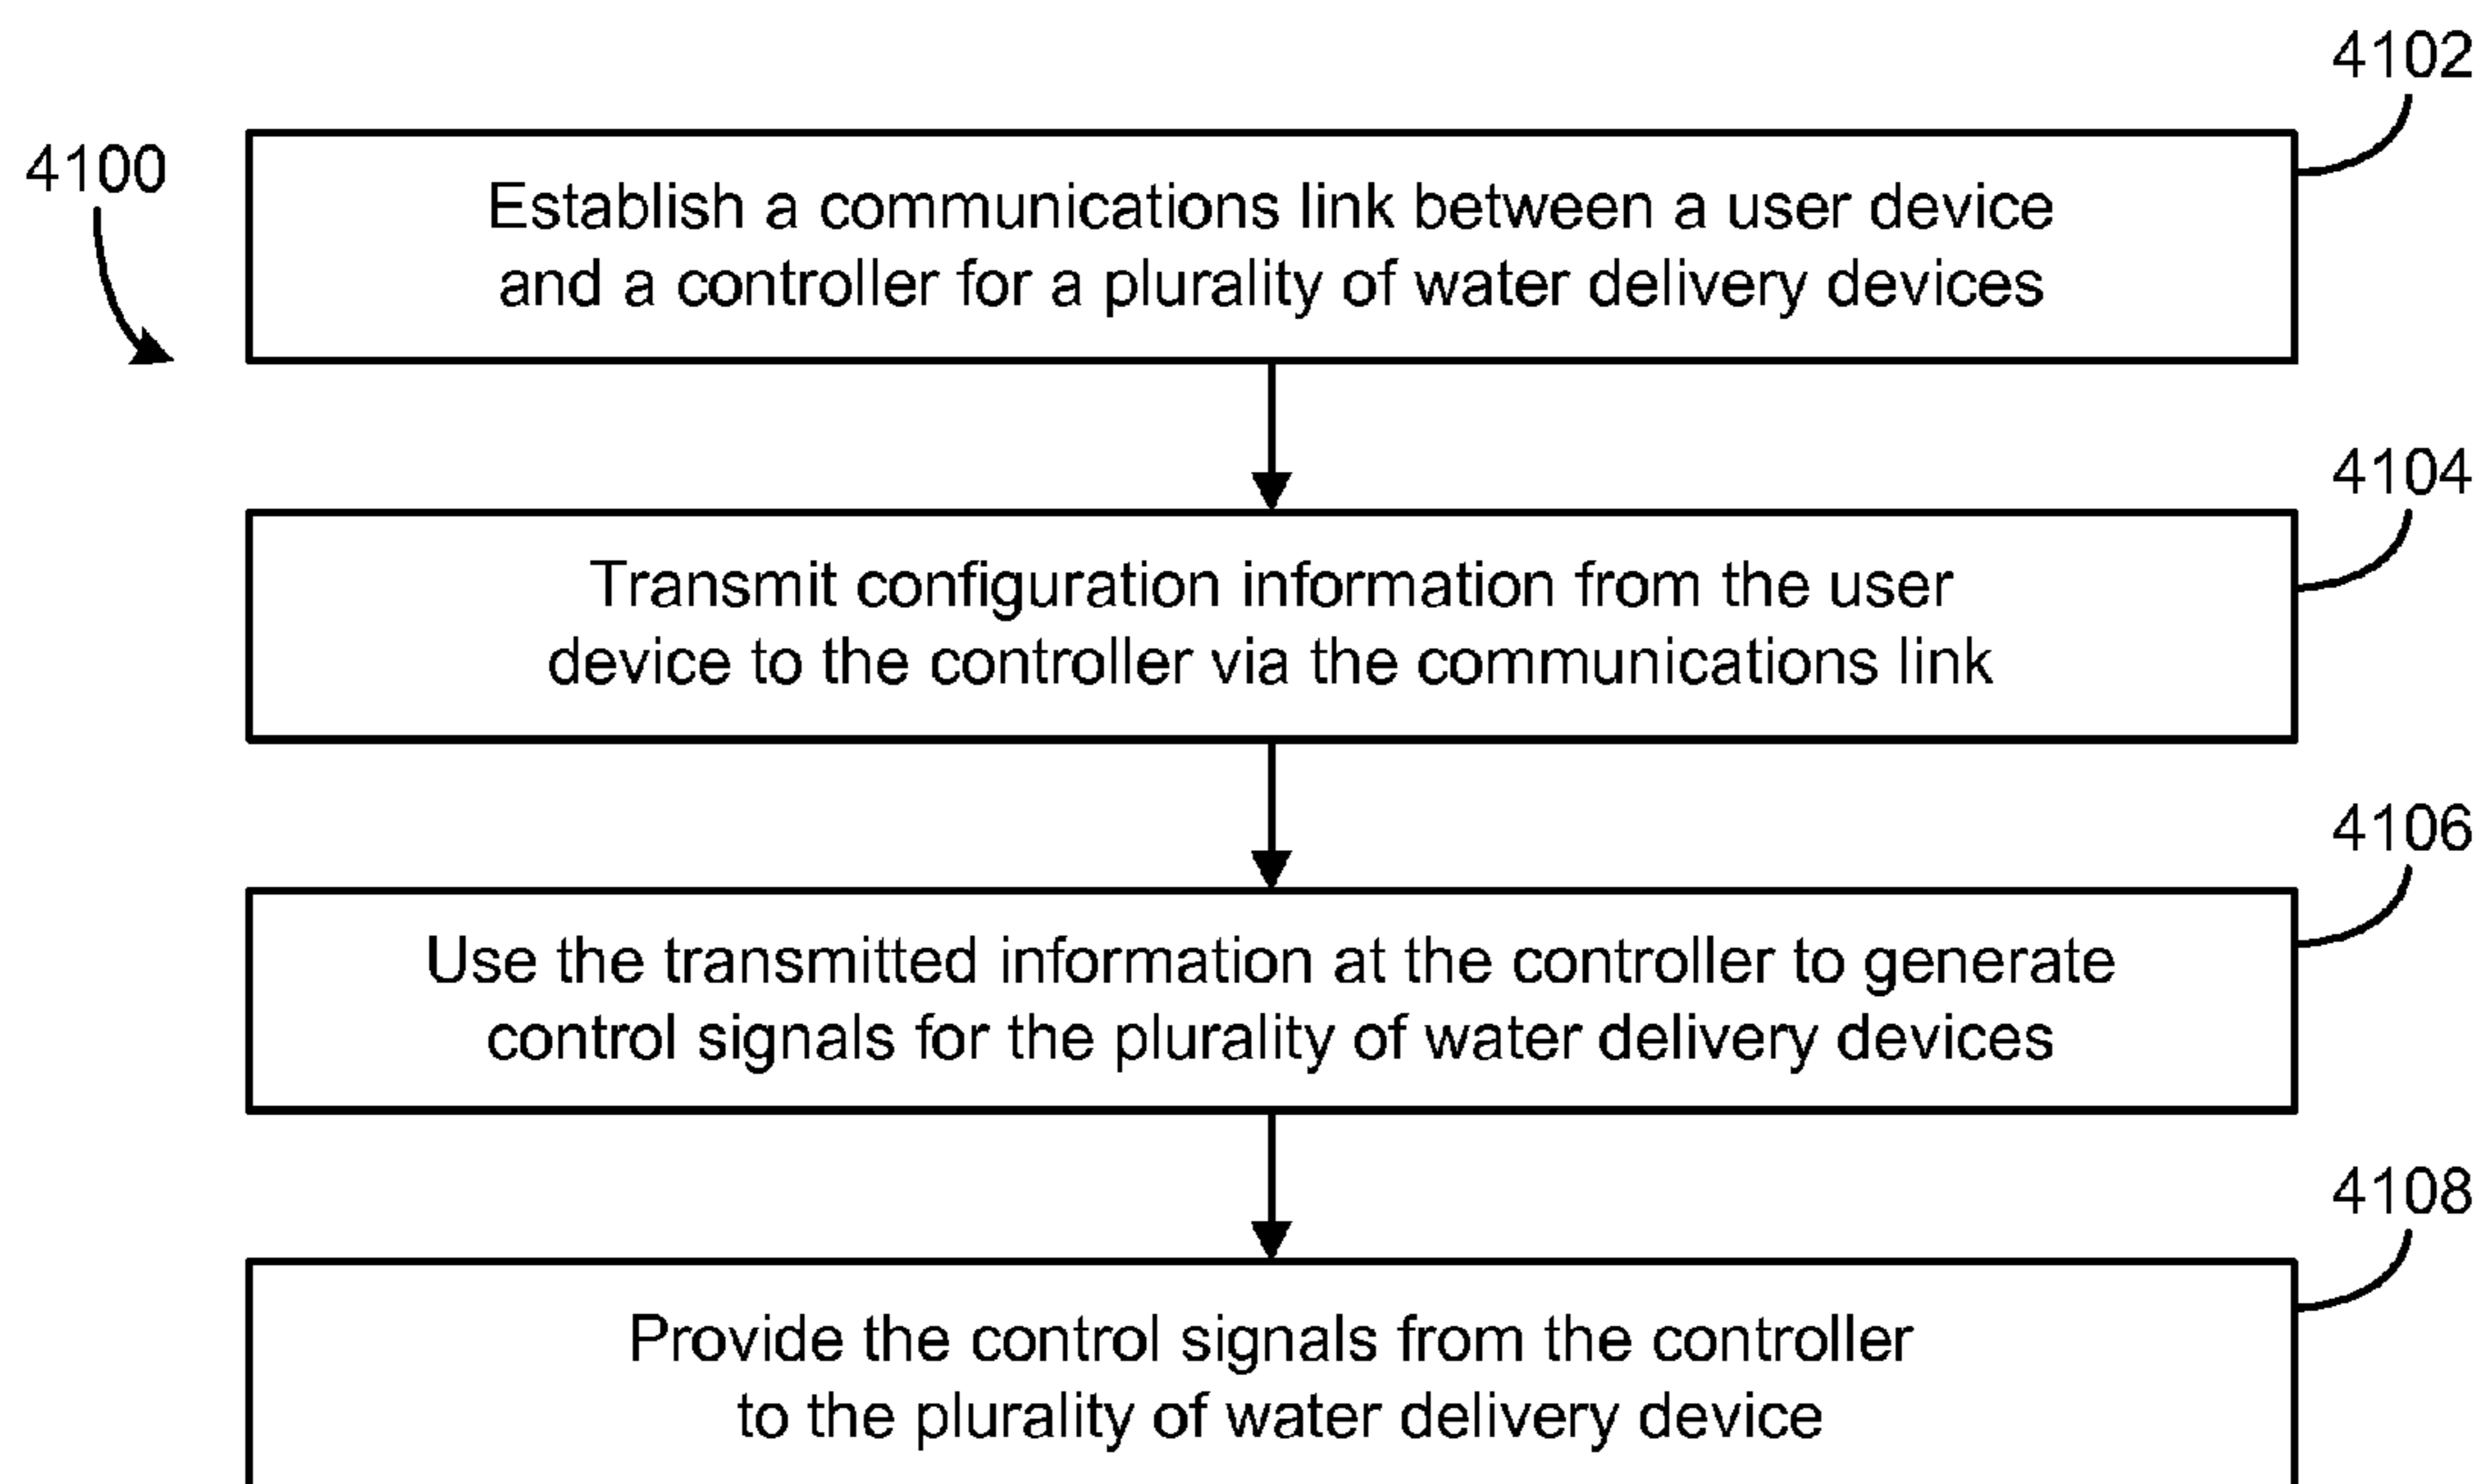 4102
4100
Establish a communications link between a user device
and a controller for a plurality of water delivery devices
4104
Transmit configuration information from the user
device to the controller via the communications link
4106
Use the transmitted information at the controller to generate
control signals for the plurality of water delivery devices
4108
Provide the control signals from the controller
to the plurality of water delivery device